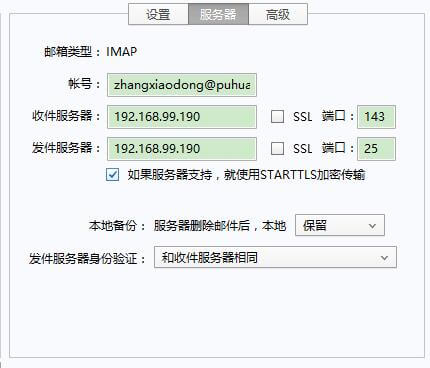 设置 服务器 高级
邮箱类型：IMAP
帐号： zhangxiaodong@puhua
收件服务器： 192.168.99.190 SSL 端口： 143
发件服务器： 192.168.99.190 SSL 端口： 25
如果服务器支持，就使用STARTTLS加密传输
本地备份： 服务器删除邮件后，本地 保留
发件服务器身份验证： 和收件服务器相同